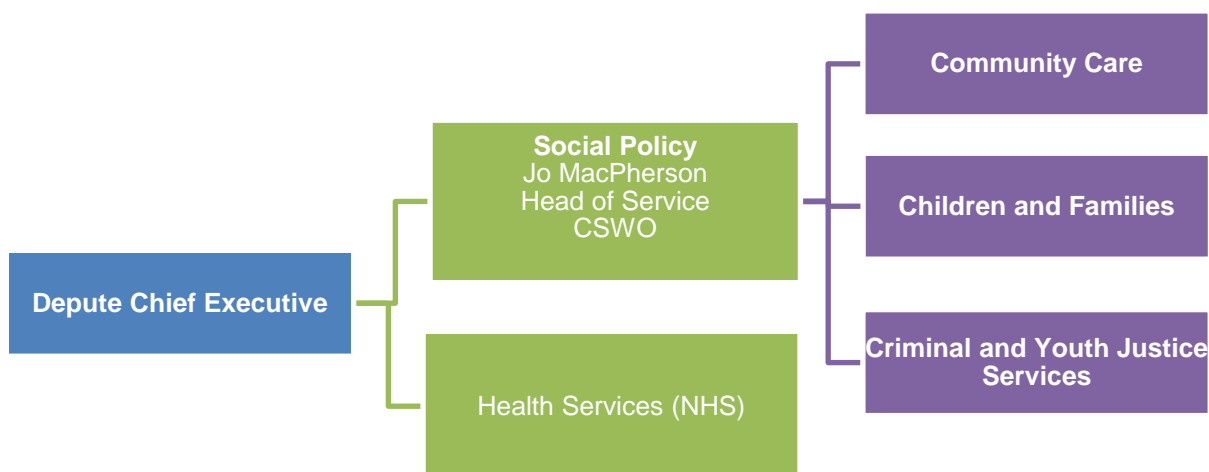 Depute Chief Executive
Social Policy
Jo MacPherson
Head of Service
CSWO
Health Services (NHS)
Community Care
Children and Families
Criminal and Youth Justice
Services